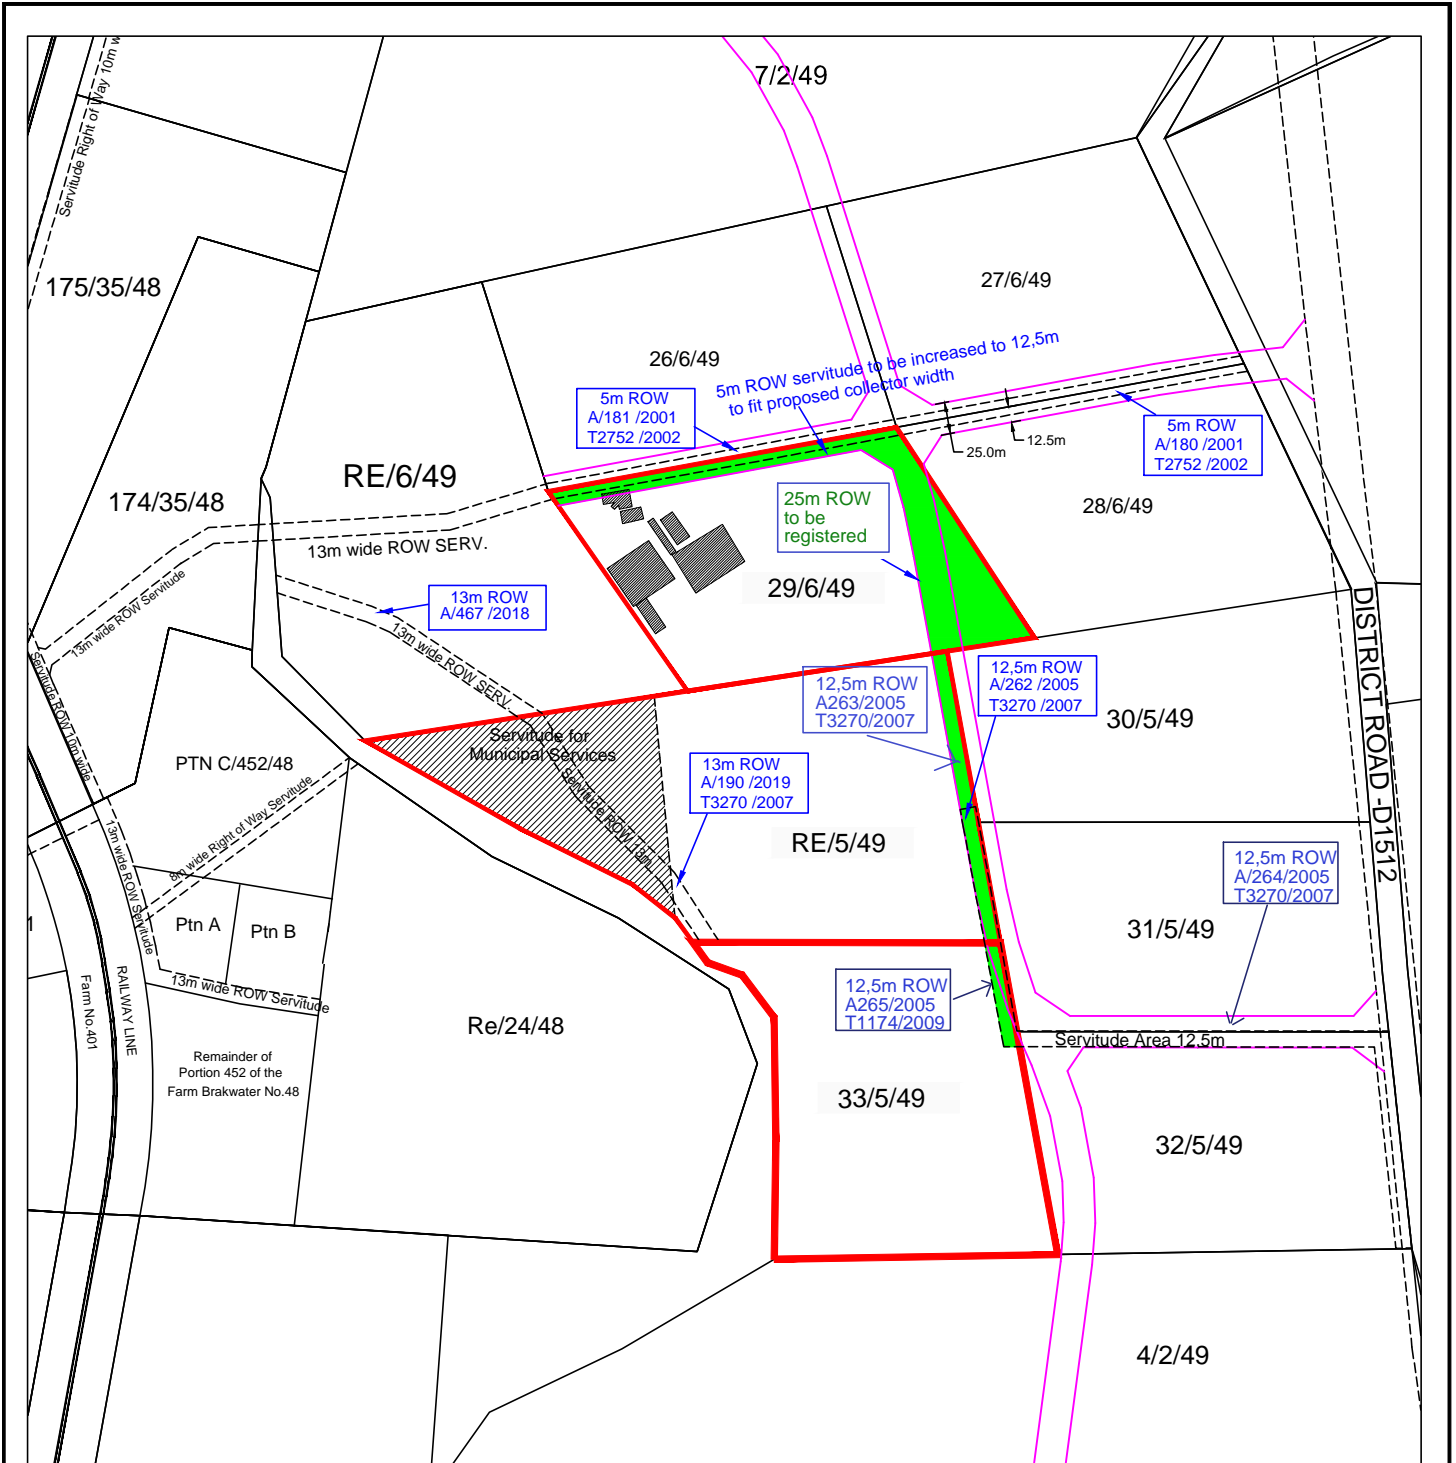 Servitude Right of Way 10m w
7/2/49
175/35/48
27/6/49
26/6/49
5m ROW servitude to be increased to 12,5m
to fit proposed collector width
5m ROW
A/181 /2001
T2752 /2002
5m ROW
A/180 /2001
T2752 /2002
25.0m
12.5m
RE/6/49
174/35/48
25m ROW
to be
registered
28/6/49
13m wide ROW SERV.
29/6/49
13m wide ROW Servitude
13m ROW
A/467 /2018
13m wide ROW SERV.
DISTRICT ROAD -D1512
Servitude ROW 10m wide
12,5m ROW
A263/2005
T3270/2007
12,5m ROW
A/262 /2005
T3270 /2007
30/5/49
Servitude for
Municipal Services
PTN C/452/48
13m ROW
A/190 /2019
T3270 /2007
Servitude ROW 13m
8m wide Right of Way Servitude
13m wide ROW Servitude
RE/5/49
12,5m ROW
A/264/2005
T3270/2007
1
Ptn A
Ptn B
31/5/49
13m wide ROW Servitude
Farm No.401
RAILWAY LINE
12,5m ROW
A265/2005
T1174/2009
Re/24/48
Servitude Area 12.5m
Remainder of
Portion 452 of the
Farm Brakwater No.48
33/5/49
32/5/49
4/2/49